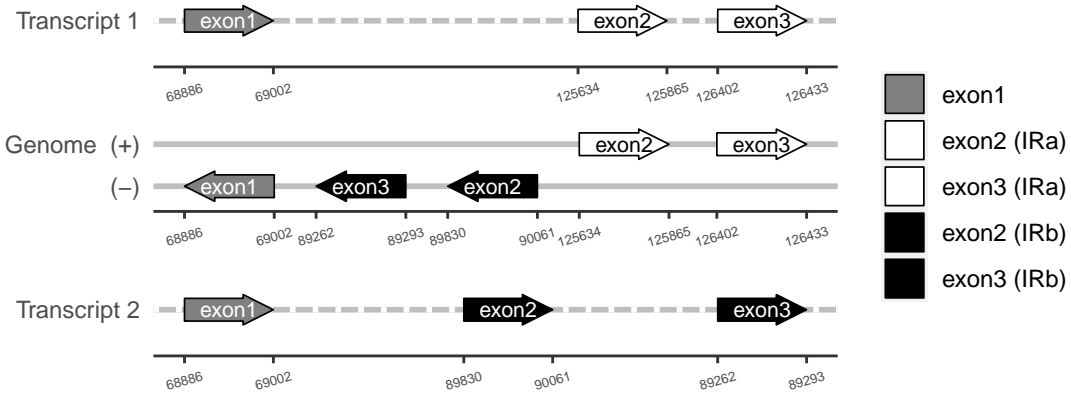 Transcript 1 exon1 exon2 exon3
68886 69002 125634 125865 126402 126433
Genome (+) exon2 exon3
(−) exon1 exon3 exon2
68886 69002 89262 89293 89830 90061 125634 125865 126402 126433
Transcript 2 exon1 exon2 exon3
68886 69002 89830 90061 89262 89293
exon1
exon2 (IRa)
exon3 (IRa)
exon2 (IRb)
exon3 (IRb)